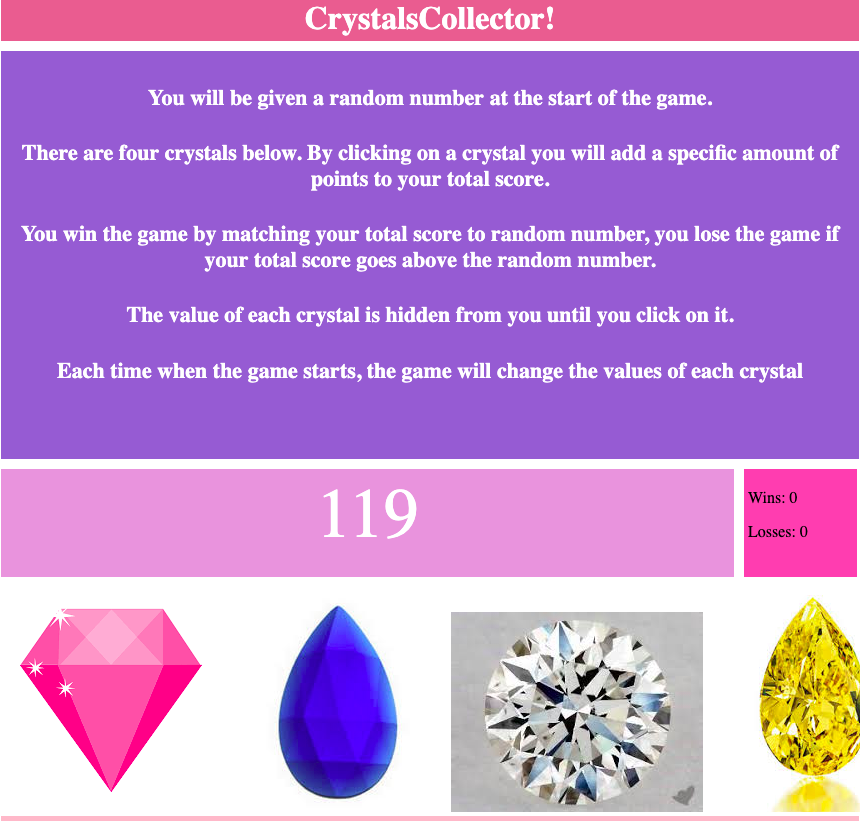 CrystalsCollector!
You will be given a random number at the start of the game.
There are four crystals below. By clicking on a crystal you will add a specific amount of
points to your total score.
You win the game by matching your total score to random number, you lose the game if
your total score goes above the random number.
The value of each crystal is hidden from you until you click on it.
Each time when the game starts, the game will change the values of each crystal
119
Wins: 0
Losses: 0